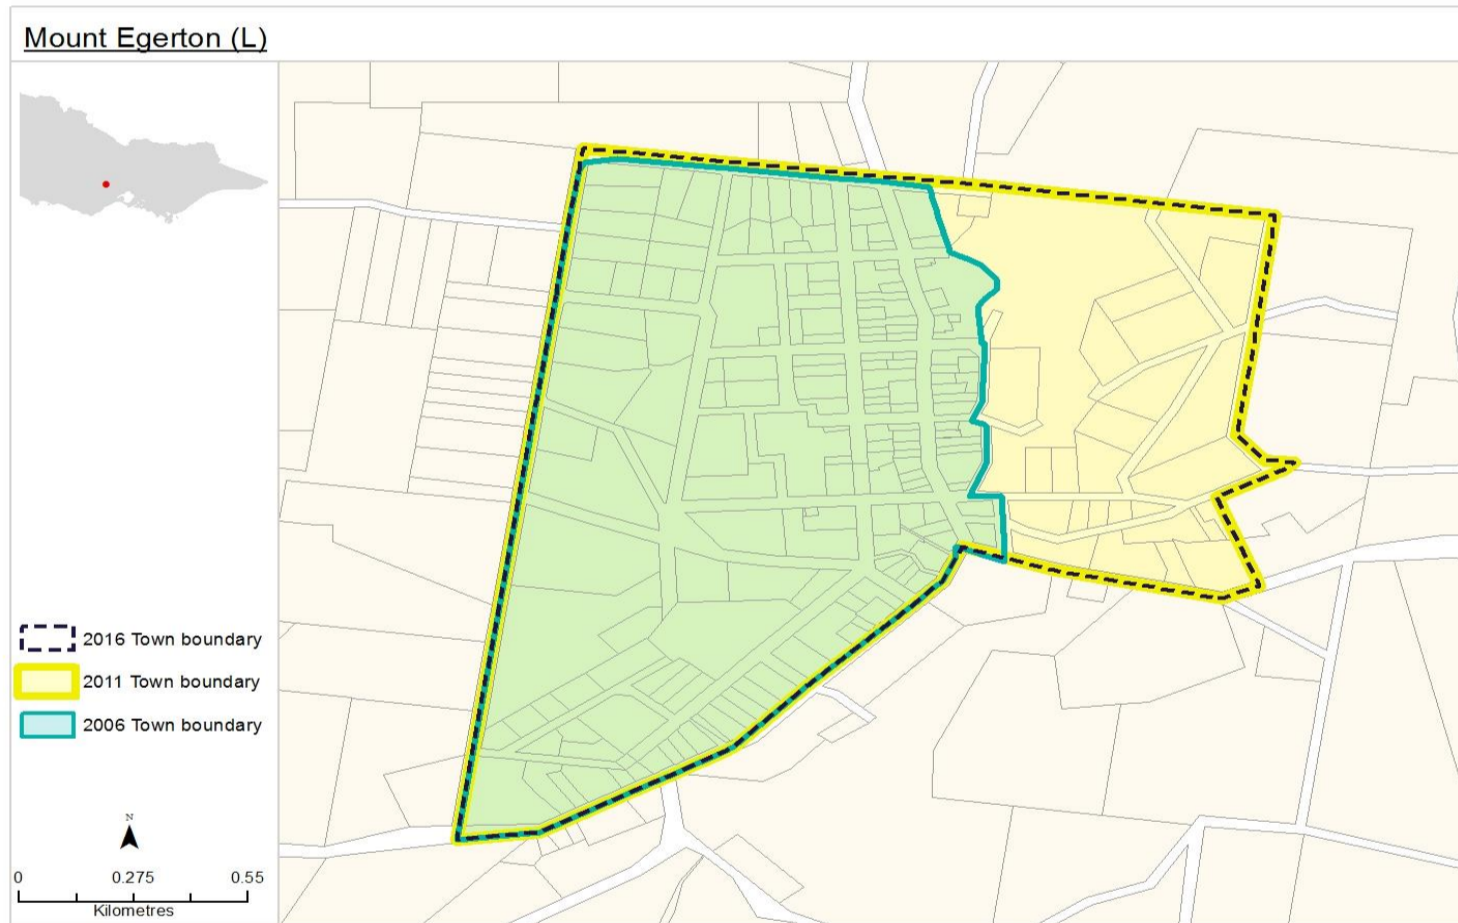 Mount Egerton (L)
2016 Town boundary
2011 Town boundary
2006 Town boundary
N
0 0.275 0.55
Kilometres